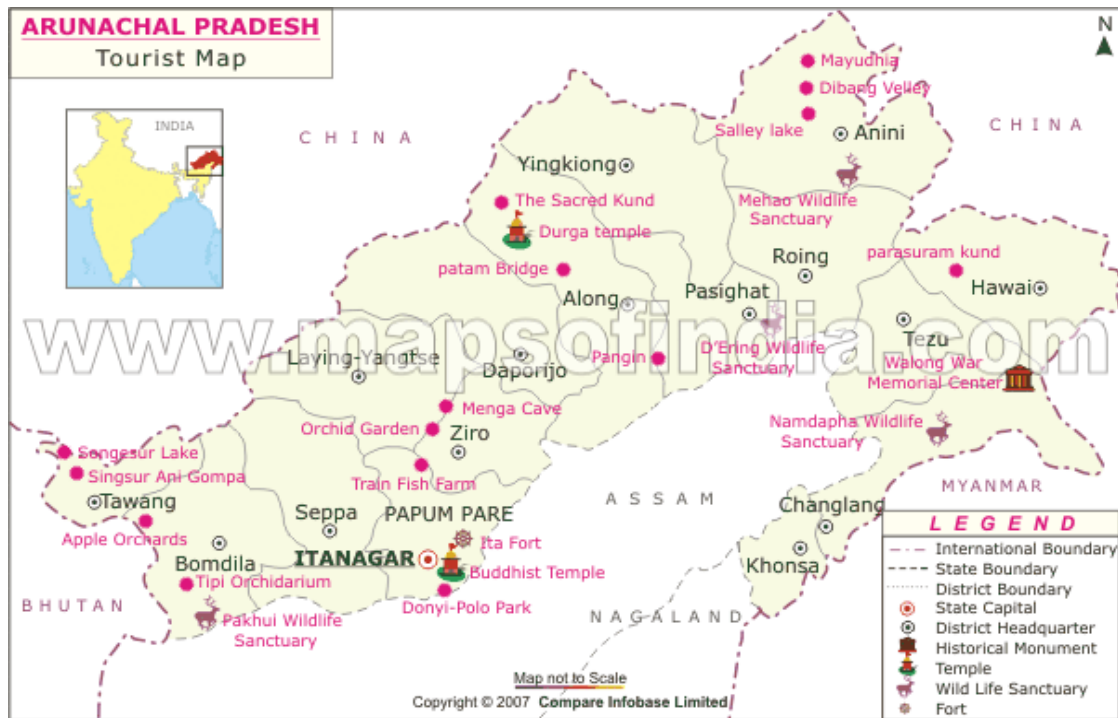 ARUNACHAL PRADESH
Tourist Map
N
INDIA
CHINA
CHINA
Mayudhia
Dibang Velley
Salley lake
Anini
Yingkiong
Mehao Wildlife
Sanctuary
The Sacred Kund
Durga temple
patam Bridge
Roing
parasuram kund
Hawai
Along
Pasighat
www.mapsofindia.com
Tezu
Laying-Yangtse
Daporijo
Pangin
D'Ering Wildlife
Sanctuary
Walong War
Memorial Center
Menga Cave
Orchid Garden
Ziro
Namdapha Wildlife
Sanctuary
Songesur Lake
Singsur Ani Gompa
Train Fish Farm
Tawang
ASSAM
MYANMAR
Apple Orchards
Seppa
PAPUM PARE
Changland
Bomdila
ITANAGAR
Ita Fort
Khonsa
Buddhist Temple
Tipi Orchidarium
Donyi-Polo Park
BHUTAN
Pakhui Wildlife
Sanctuary
NAGALAND
LEGEND
International Boundary
State Boundary
District Boundary
State Capital
District Headquarter
Historical Monument
Temple
Wild Life Sanctuary
Fort
Map not to Scale
Copyright © 2007 Compare Infobase Limited